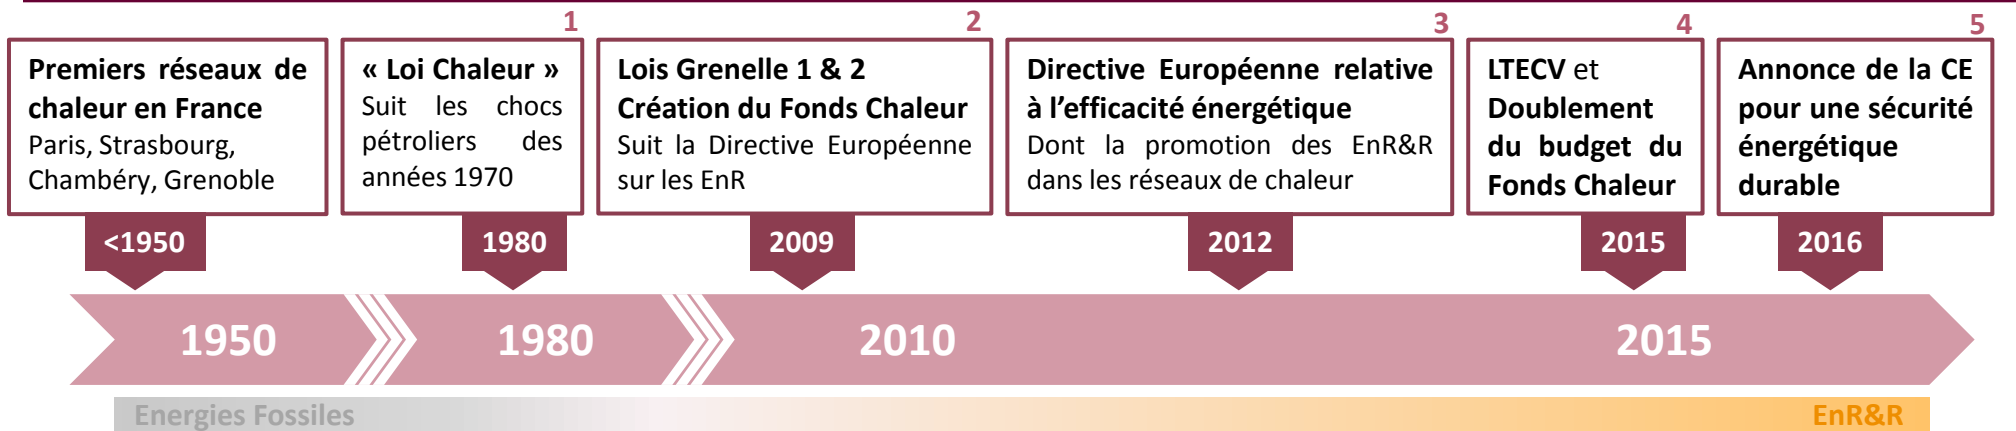 Premiers réseaux de
chaleur en France
Paris, Strasbourg,
Chambéry, Grenoble
<1950
1
« Loi Chaleur »
Suit les chocs
pétroliers des
années 1970
1980
2
Lois Grenelle 1 & 2
Création du Fonds Chaleur
Suit la Directive Européenne
sur les EnR
2009
3
Directive Européenne relative
à l’efficacité énergétique
Dont la promotion des EnR&R
dans les réseaux de chaleur
2012
4
LTECV et
Doublement
du budget du
Fonds Chaleur
2015
5
Annonce de la CE
pour une sécurité
énergétique
durable
2016
1950
1980
2010
2015
Energies Fossiles
EnR&R